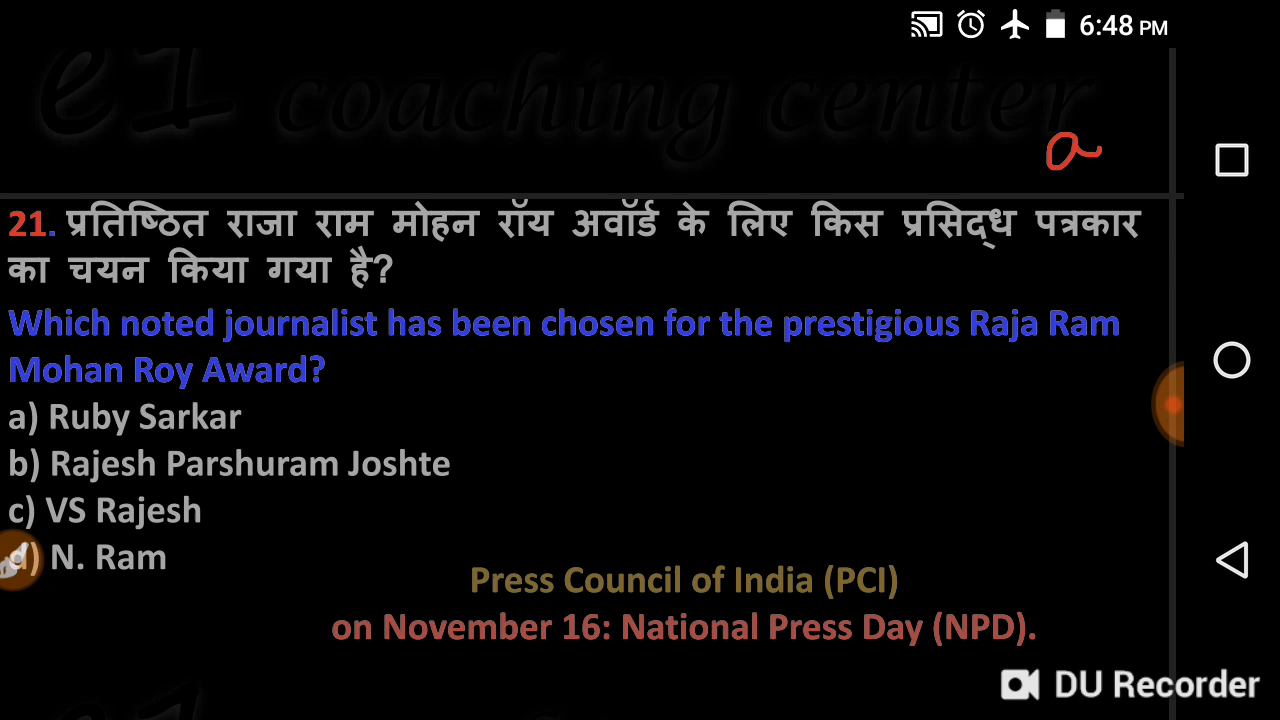 6:48 PM
e1 coaching center
a
21. प्रतिष्ठित राजा राम मोहन रॉय अवॉर्ड के लिए किस प्रसिद्ध पत्रकार
का चयन किया गया है?
Which noted journalist has been chosen for the prestigious Raja Ram
Mohan Roy Award?
a) Ruby Sarkar
b) Rajesh Parshuram Joshte
c) VS Rajesh
d) N. Ram
Press Council of India (PCI)
on November 16: National Press Day (NPD).
DU Recorder